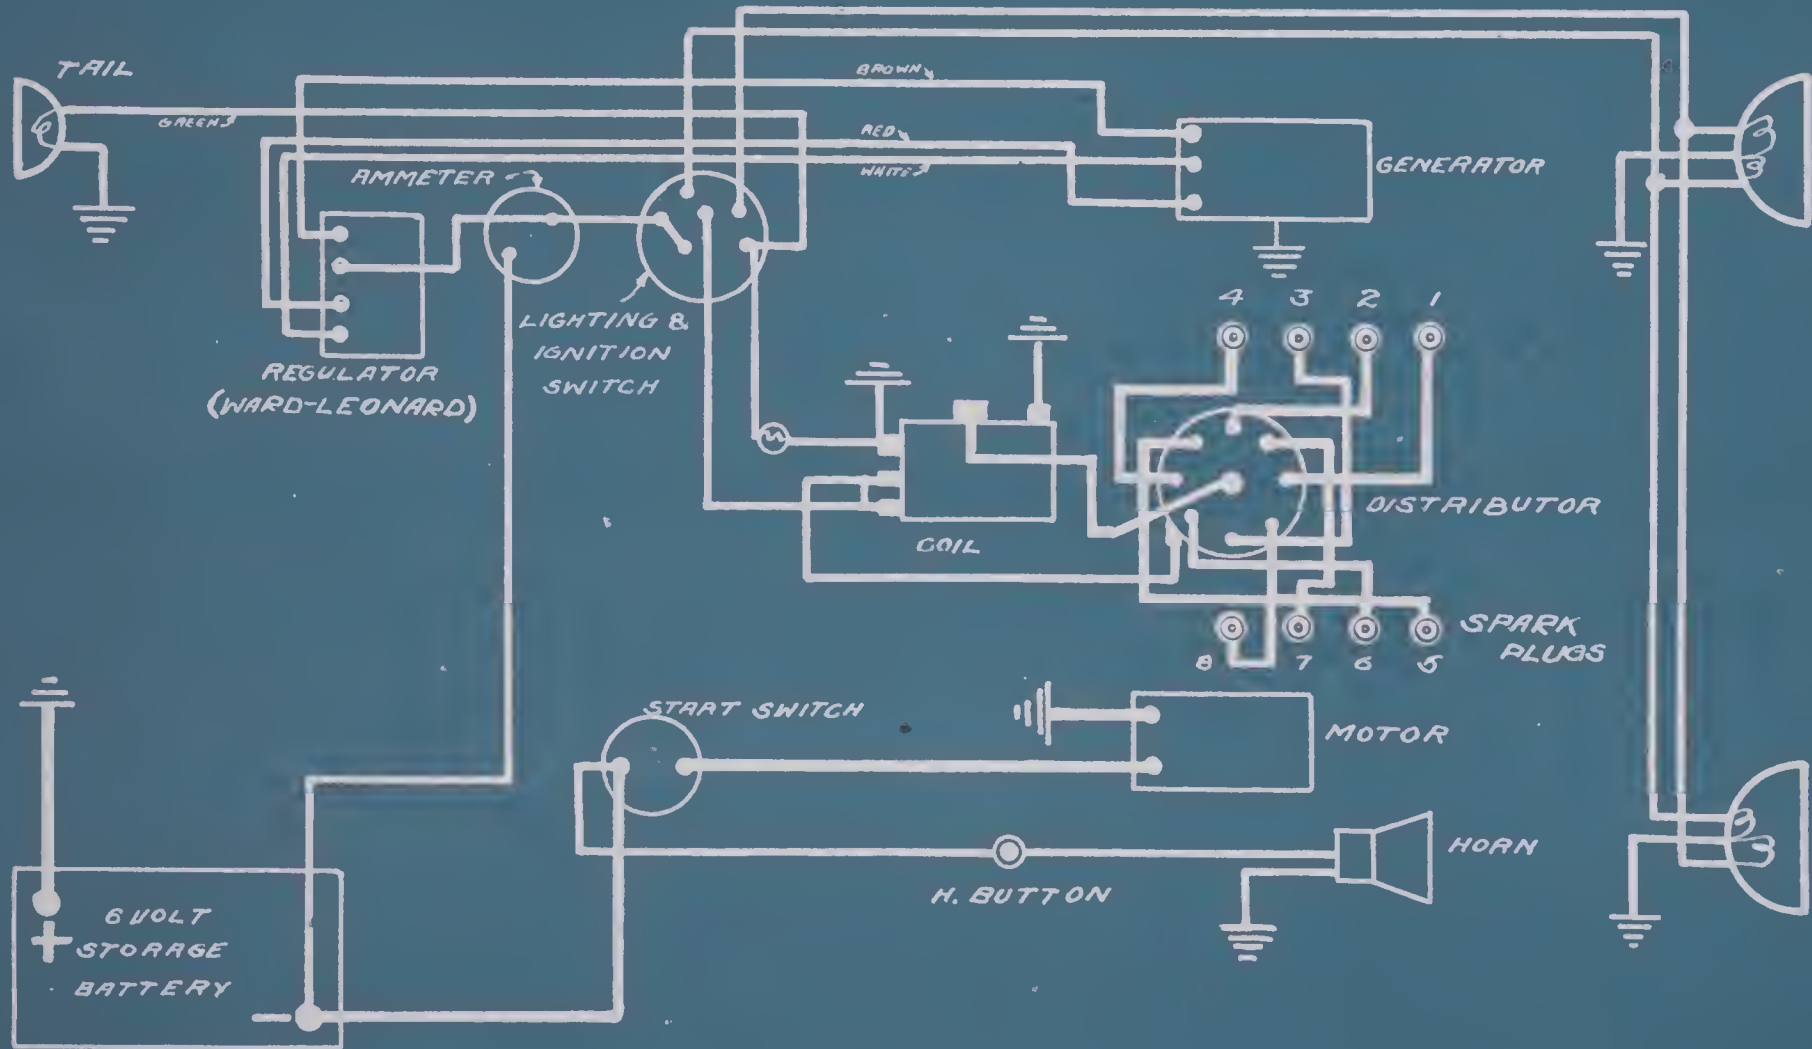 TAIL
BROWN
GREEN
RED
WHITE
AMMETER
GENERATOR
LIGHTING &
IGNITION
SWITCH
REGULATOR
(WARD-LEONARD)
4 3 2 1
DISTRIBUTOR
COIL
SPARK
PLUGS
8 7 6 5
START SWITCH
MOTOR
HORN
H. BUTTON
6 VOLT
+ STORAGE
BATTERY
-